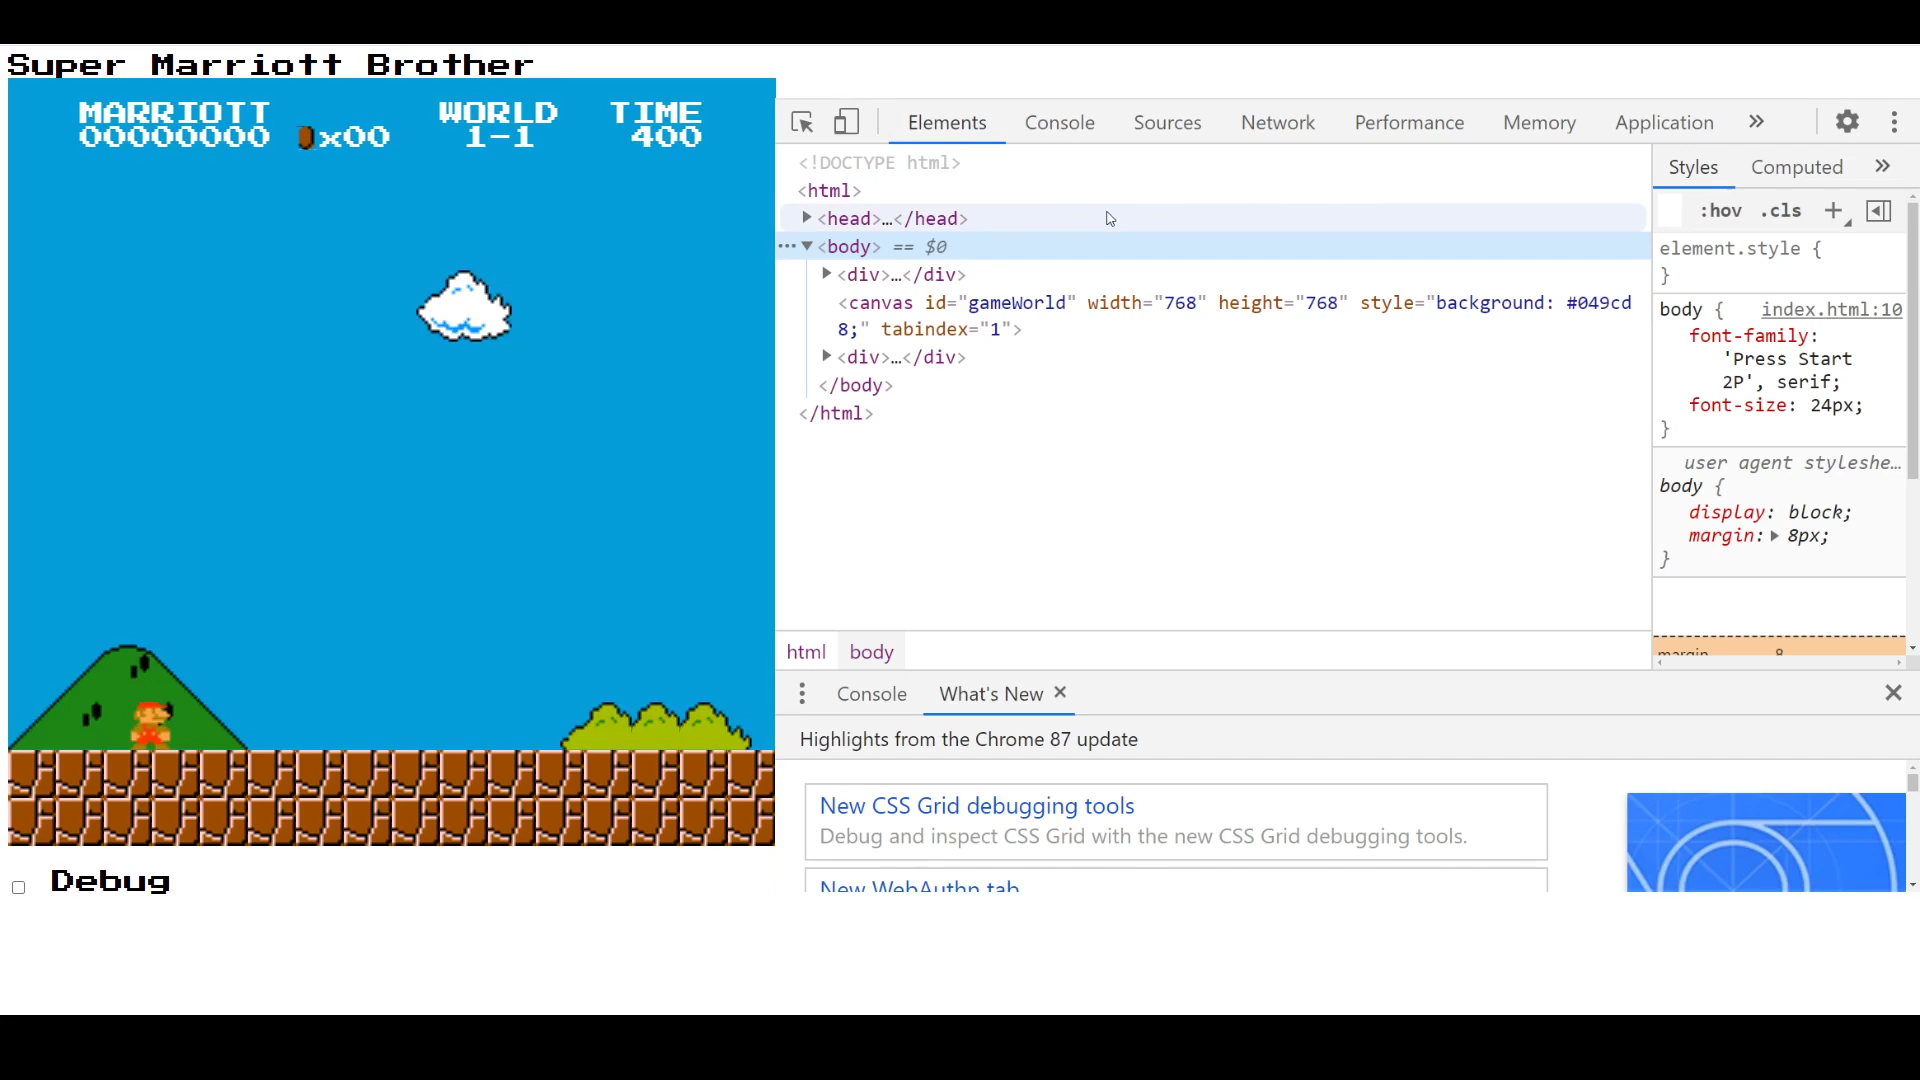 Super Marriott Brother
MARRIOTT WORLD TIME
00000000 x00 1-1 400
Elements Console Sources Network Performance Memory Application »
<!DOCTYPE html>
<html>
<head>…</head>
<body> == $0
<div>…</div>
<canvas id="gameWorld" width="768" height="768" style="background: #049cd
8;" tabindex="1">
<div>…</div>
</body>
</html>
html body
Styles Computed »
:hov .cls +
element.style {
}
body { index.html:10
font-family:
'Press Start
2P', serif;
font-size: 24px;
}
user agent styleshe…
body {
display: block;
margin: 8px;
}
margin 8
Console What's New ×
Highlights from the Chrome 87 update
New CSS Grid debugging tools
Debug and inspect CSS Grid with the new CSS Grid debugging tools.
New WebAuthn tab
Debug